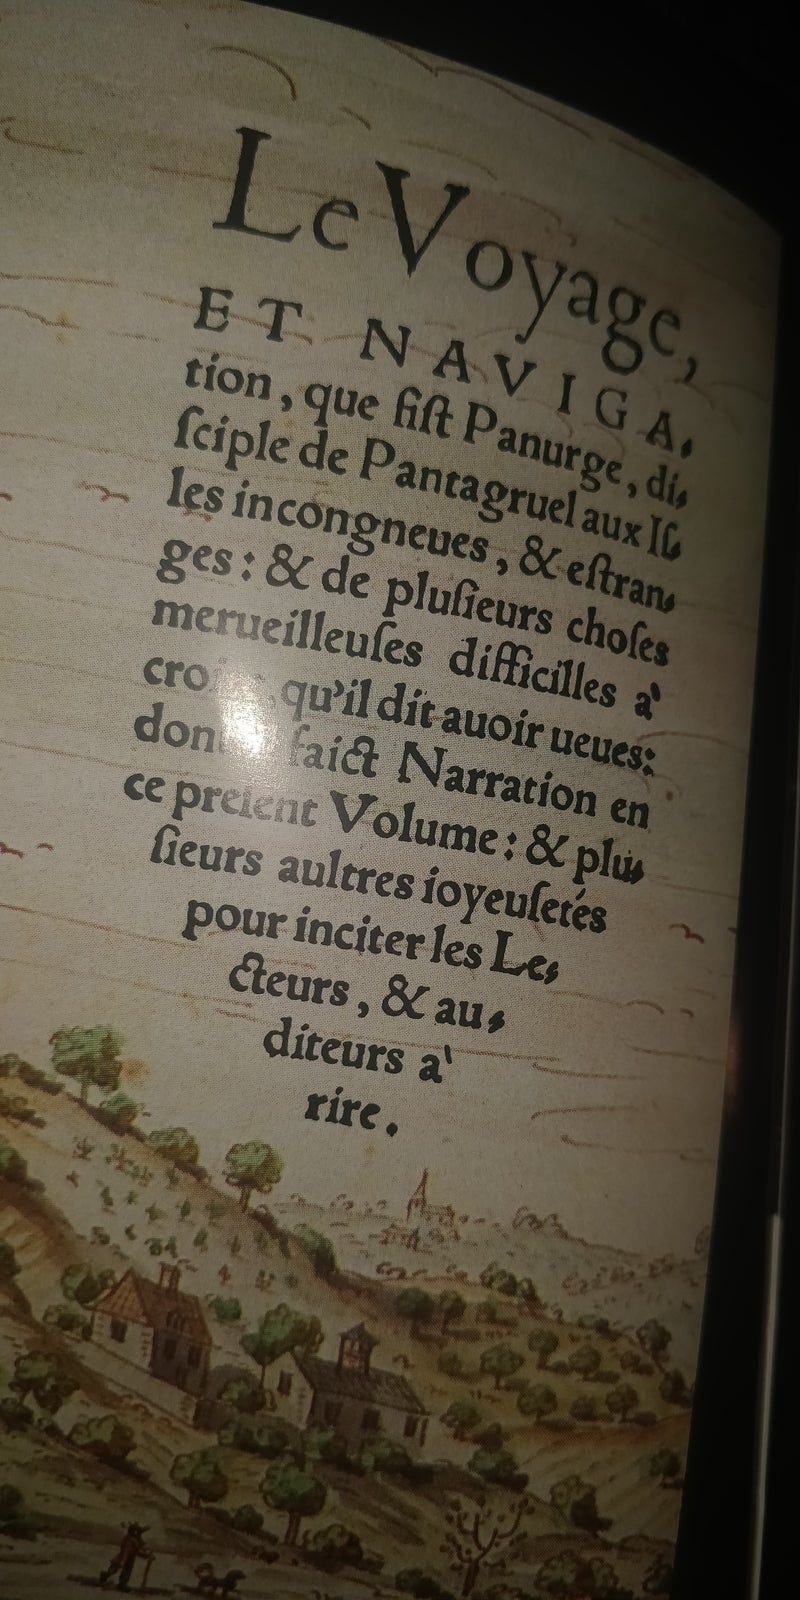 Le Voyage,
ET NAVIGA,
tion, que fiſt Panurge, di,
ſciple de Pantagruel aux Iſ,
les incongneues, & eſtran,
ges: & de pluſieurs choſes
merueilleuſes difficilles a'
qu'il dit auoir ueues:
faict Narration en
ce preſent Volume: & plu,
ſieurs aultres ioyeuſetés
pour inciter les Le,
cteurs, & au,
diteurs a'
rire.